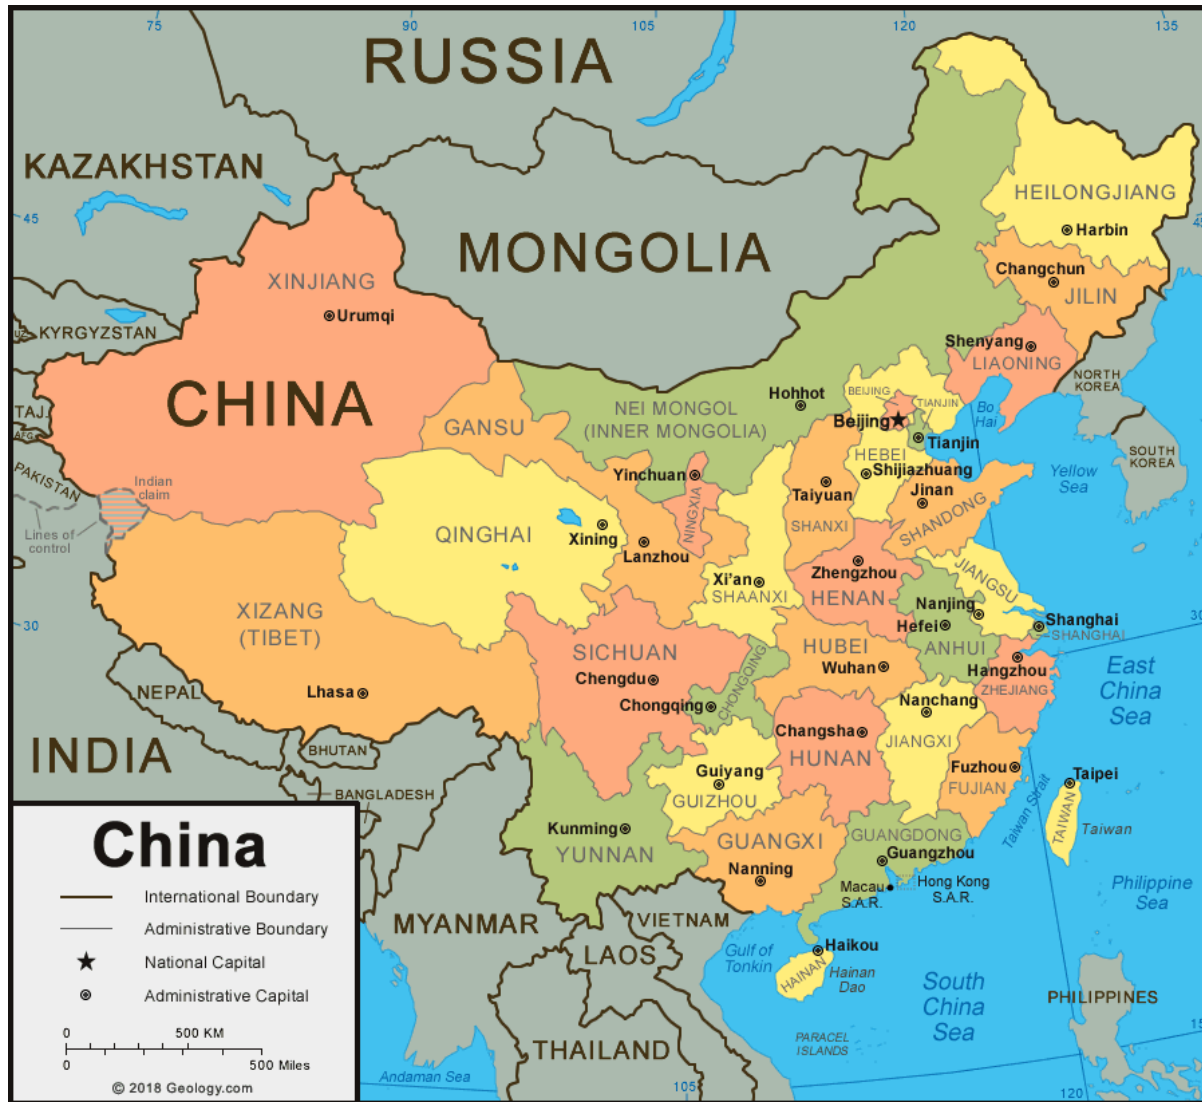 75
90
105
120
135
RUSSIA
KAZAKHSTAN
45
MONGOLIA
HEILONGJIANG
Harbin
45
Changchun
JILIN
XINJIANG
Urumqi
UZ.
KYRGYZSTAN
Shenyang
LIAONING
NORTH
KOREA
CHINA
TAJ.
AFG.
Hohhot
BEIJING
TIANJIN
Bo
Hai
NEI MONGOL
(INNER MONGOLIA)
GANSU
Beijing
Tianjin
SOUTH
KOREA
PAKISTAN
Indian
claim
Yinchuan
HEBEI
Shijiazhuang
Yellow
Sea
Taiyuan
Jinan
Lines of
control
QINGHAI
Xining
Lanzhou
NINGXIA
SHANXI
SHANDONG
Zhengzhou
Xi'an
SHAANXI
HENAN
JIANGSU
Nanjing
XIZANG
(TIBET)
30
Hefei
Shanghai
SHANGHAI
30
SICHUAN
Chengdu
CHONGQING
HUBEI
Wuhan
ANHUI
Hangzhou
ZHEJIANG
East
China
Sea
NEPAL
Lhasa
Chongqing
Nanchang
Changsha
JIANGXI
HUNAN
INDIA
BHUTAN
Guiyang
GUIZHOU
Fuzhou
FUJIAN
Taiwan Strait
Taipei
BANGLADESH
TAIWAN
Taiwan
Kunming
YUNNAN
GUANGXI
Nanning
GUANGDONG
Guangzhou
Macau
S.A.R.
Hong Kong
S.A.R.
Philippine
Sea
MYANMAR
VIETNAM
LAOS
Gulf of
Tonkin
Haikou
HAINAN
Hainan
Dao
South
China
Sea
PHILIPPINES
THAILAND
PARACEL
ISLANDS
15
Andaman Sea
105
120
China
International Boundary
Administrative Boundary
National Capital
Administrative Capital
0 500 KM
0 500 Miles
© 2018 Geology.com